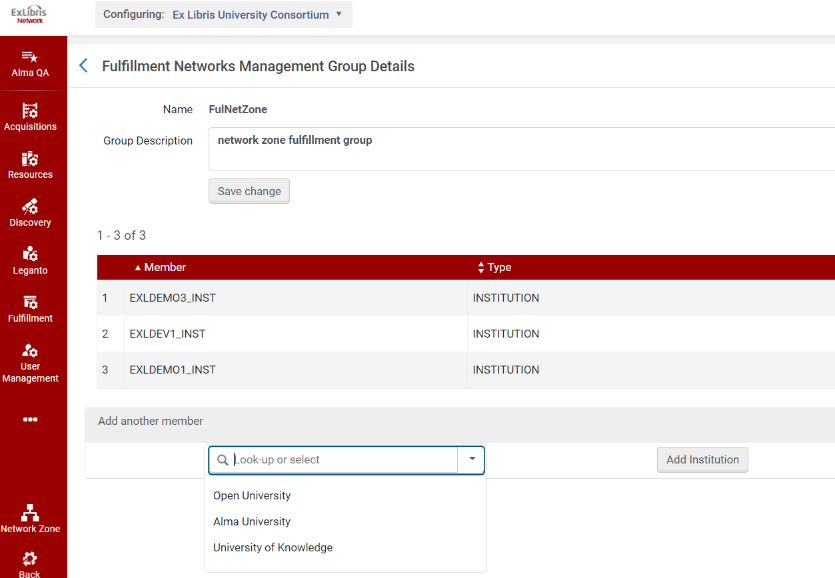 ExLibris
Network
Configuring: Ex Libris University Consortium
Alma QA
Fulfillment Networks Management Group Details
Name FulNetZone
Acquisitions
Group Description network zone fulfillment group
Resources
Save change
Discovery
1 - 3 of 3
Leganto
Member Type
1 EXLDEMO3_INST INSTITUTION
Fulfillment
2 EXLDEV1_INST INSTITUTION
User
Management
3 EXLDEMO1_INST INSTITUTION
Add another member
Look-up or select Add Institution
Open University
Alma University
Network Zone
University of Knowledge
Back